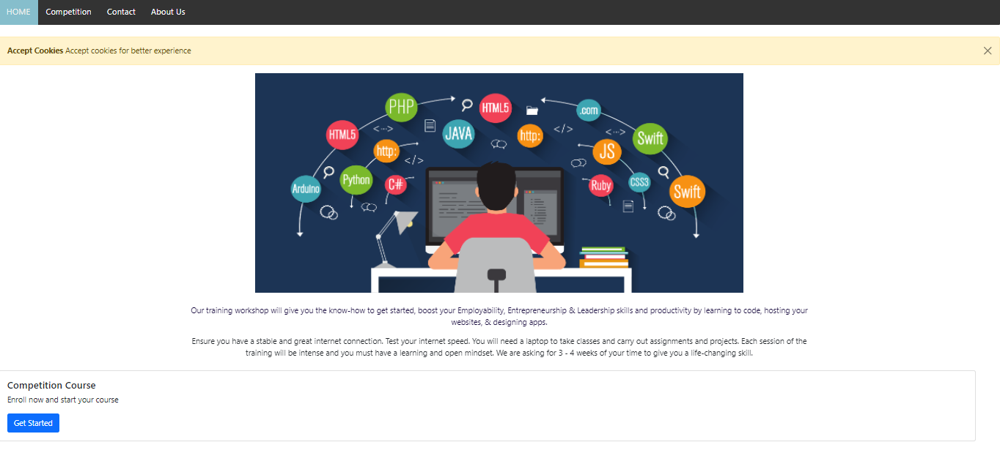 HOME Competition Contact About Us
Accept Cookies Accept cookies for better experience
PHP
HTML5
.com
HTML5
JAVA
http:
Swift
http:
JS
Python
C#
Ruby
CSS3
Arduino
Swift
Our training workshop will give you the know-how to get started, boost your Employability, Entrepreneurship & Leadership skills and productivity by learning to code, hosting your
websites, & designing apps.
Ensure you have a stable and great internet connection. Test your internet speed. You will need a laptop to take classes and carry out assignments and projects. Each session of the
training will be intense and you must have a learning and open mindset. We are asking for 3 - 4 weeks of your time to give you a life-changing skill.
Competition Course
Enroll now and start your course
Get Started